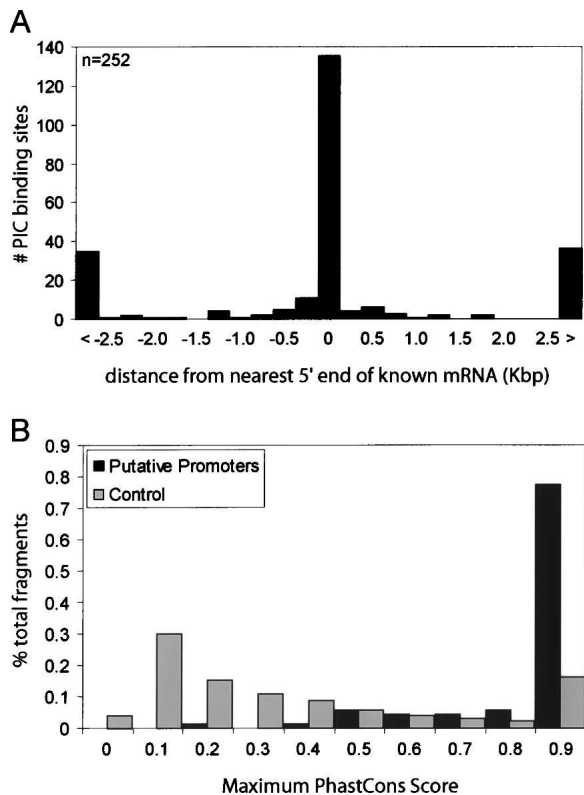 A
n=252
140
120
100
80
60
40
20
0
# PIC binding sites
< -2.5 -2.0 -1.5 -1.0 -0.5 0 0.5 1.0 1.5 2.0 2.5 >
distance from nearest 5' end of known mRNA (Kbp)
B
0.9
0.8
0.7
0.6
0.5
0.4
0.3
0.2
0.1
0
% total fragments
Putative Promoters
Control
0 0.1 0.2 0.3 0.4 0.5 0.6 0.7 0.8 0.9
Maximum PhastCons Score